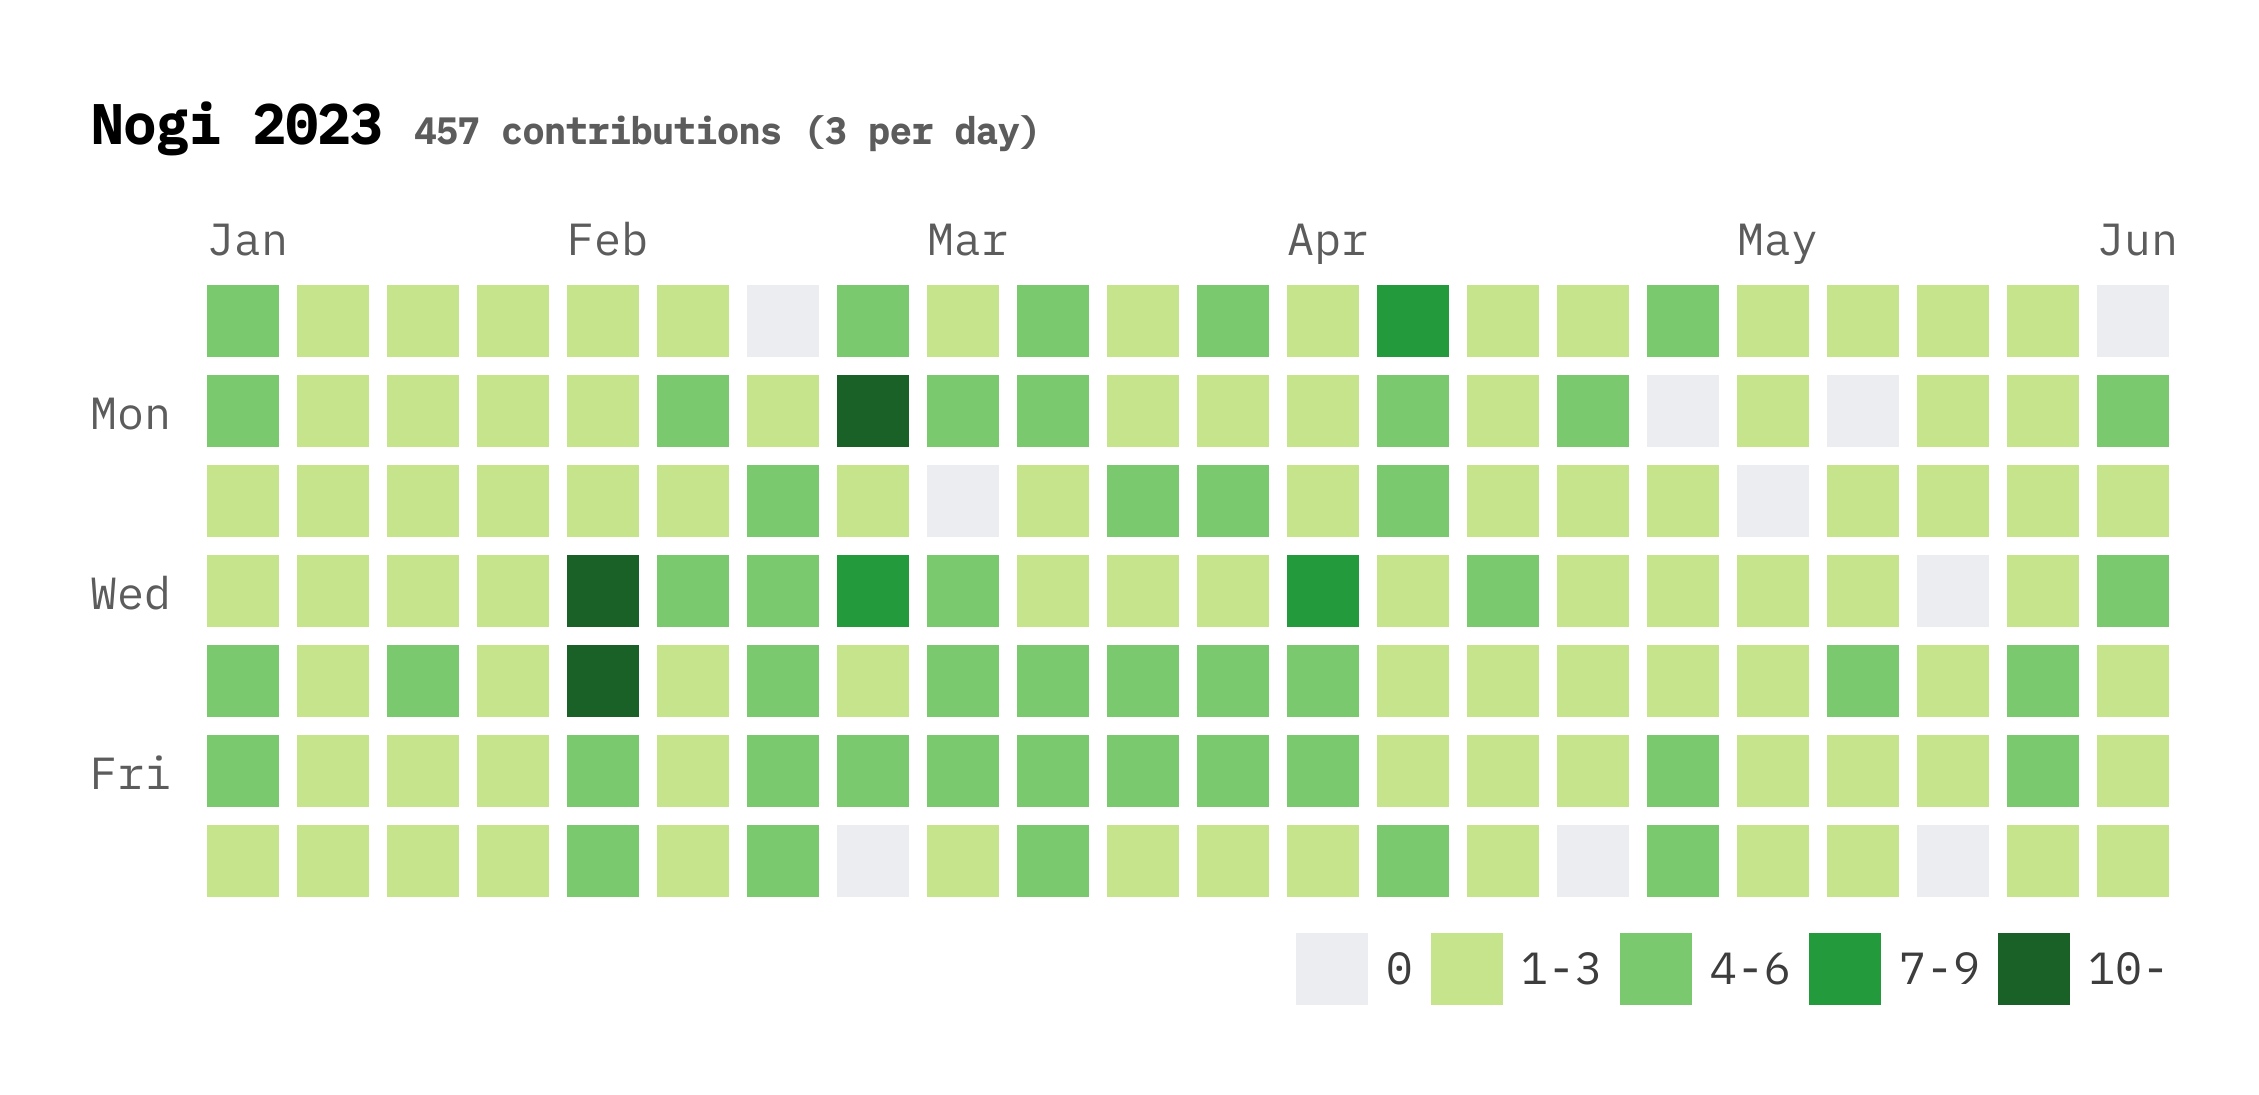 Nogi 2023 457 contributions (3 per day)
Jan Feb Mar Apr May Jun
Mon
Wed
Fri
0 1-3 4-6 7-9 10-